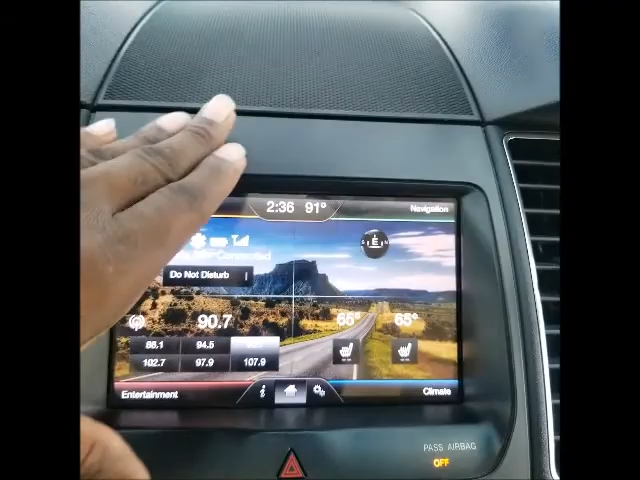 2:36 91°
Navigation
E N
Connected
Do Not Disturb
90.7
65° 65°
88.1 94.5
102.7 97.9 107.9
Entertainment
i
Climate
PASS AIRBAG
OFF